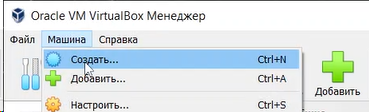 Oracle VM VirtualBox Менеджер
Файл Машина Справка
Создать... Ctrl+N
Добавить... Ctrl+A
Настроить... Ctrl+S
Добавить